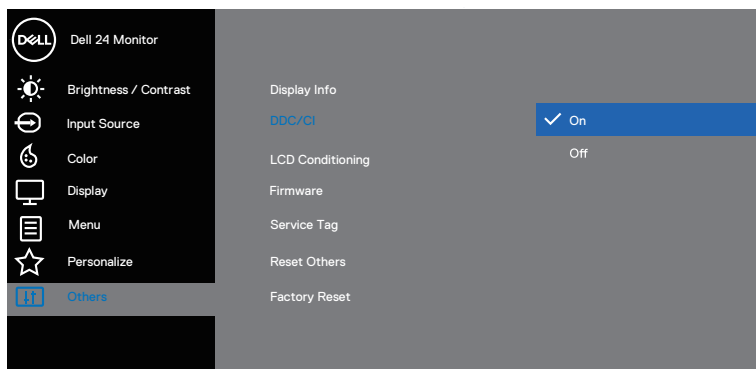 DELL
Dell 24 Monitor
Brightness / Contrast
Input Source
Color
Display
Menu
Personalize
Others
Display Info
DDC/CI
LCD Conditioning
Firmware
Service Tag
Reset Others
Factory Reset
On
Off